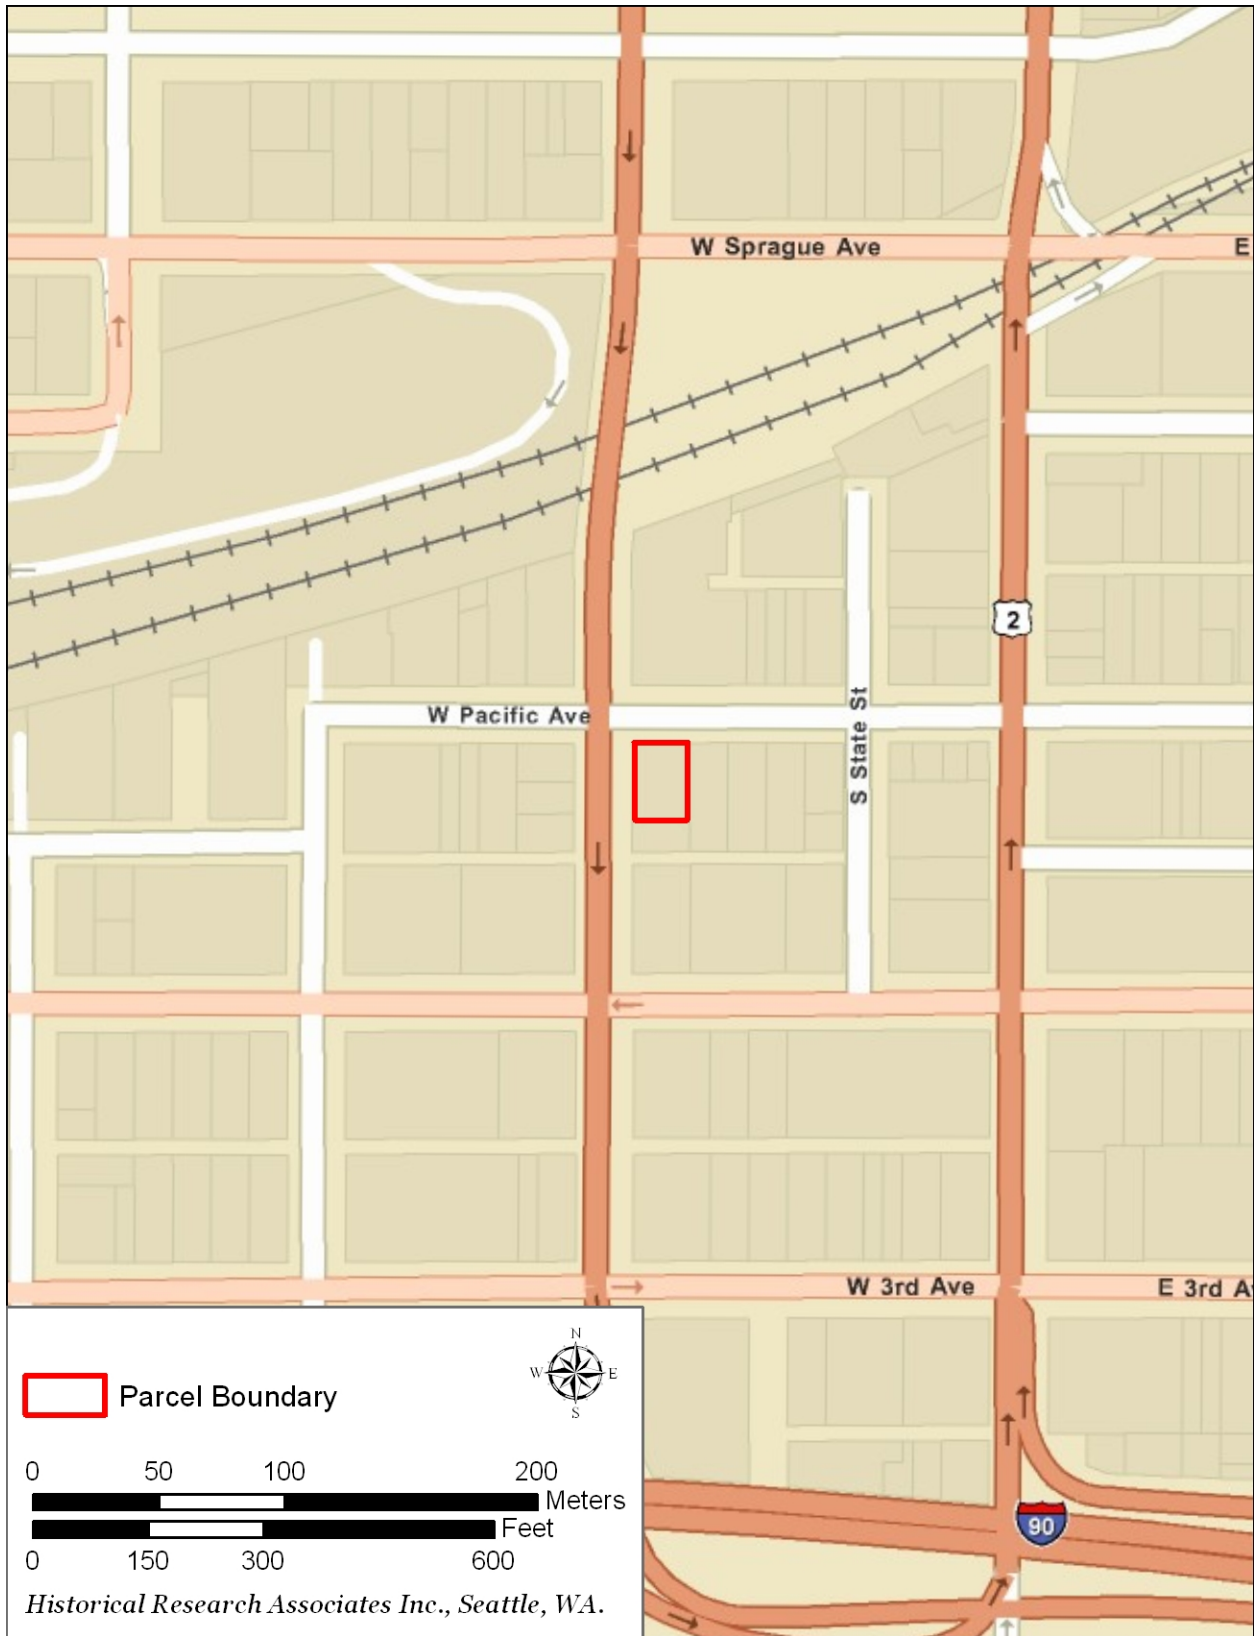 W Sprague Ave
E
2
W Pacific Ave
S State St
W 3rd Ave
E 3rd A
N
W E
S
Parcel Boundary
0 50 100 200
Meters
Feet
0 150 300 600
90
Historical Research Associates Inc., Seattle, WA.